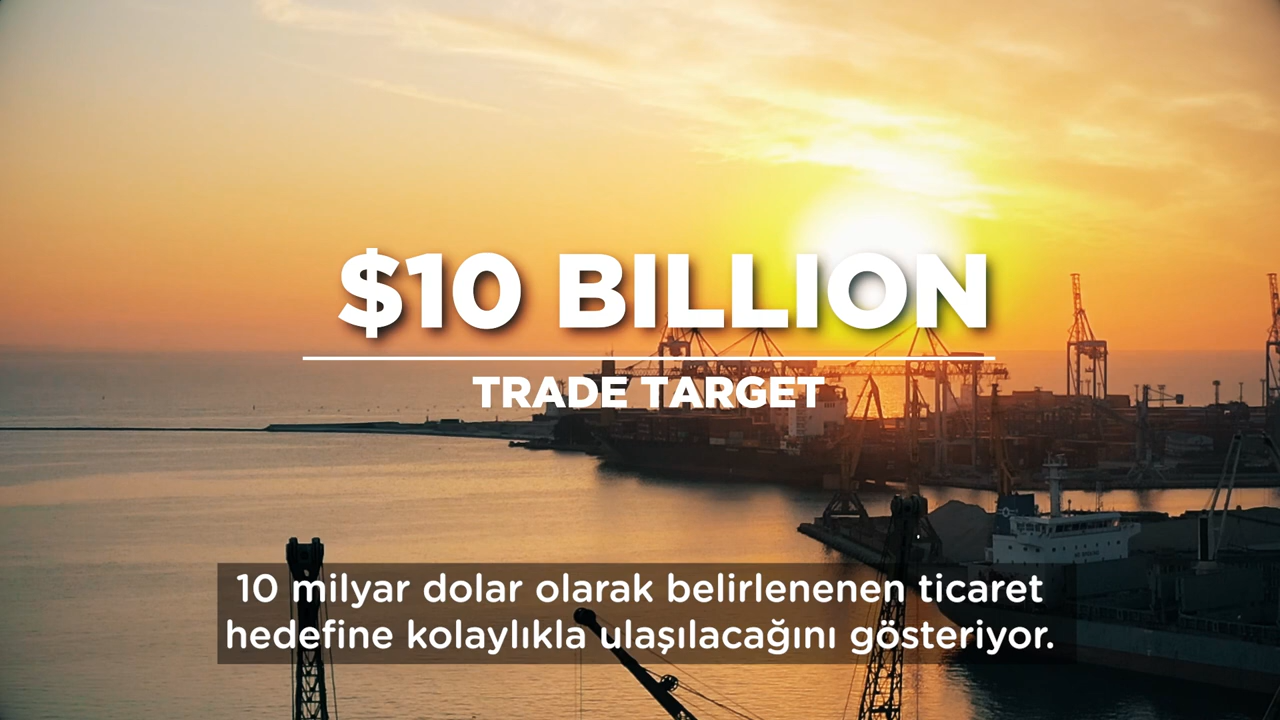 $10 BILLION
TRADE TARGET
10 milyar dolar olarak belirlenenen ticaret
hedefine kolaylıkla ulaşılacağını gösteriyor.